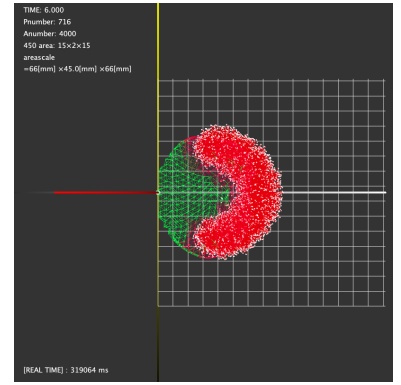 TIME: 6.000
Pnumber: 716
Anumber: 4000
450 area: 15×2×15
areascale
=66[mm] ×45.0[mm] ×66[mm]
[REAL TIME] : 319064 ms